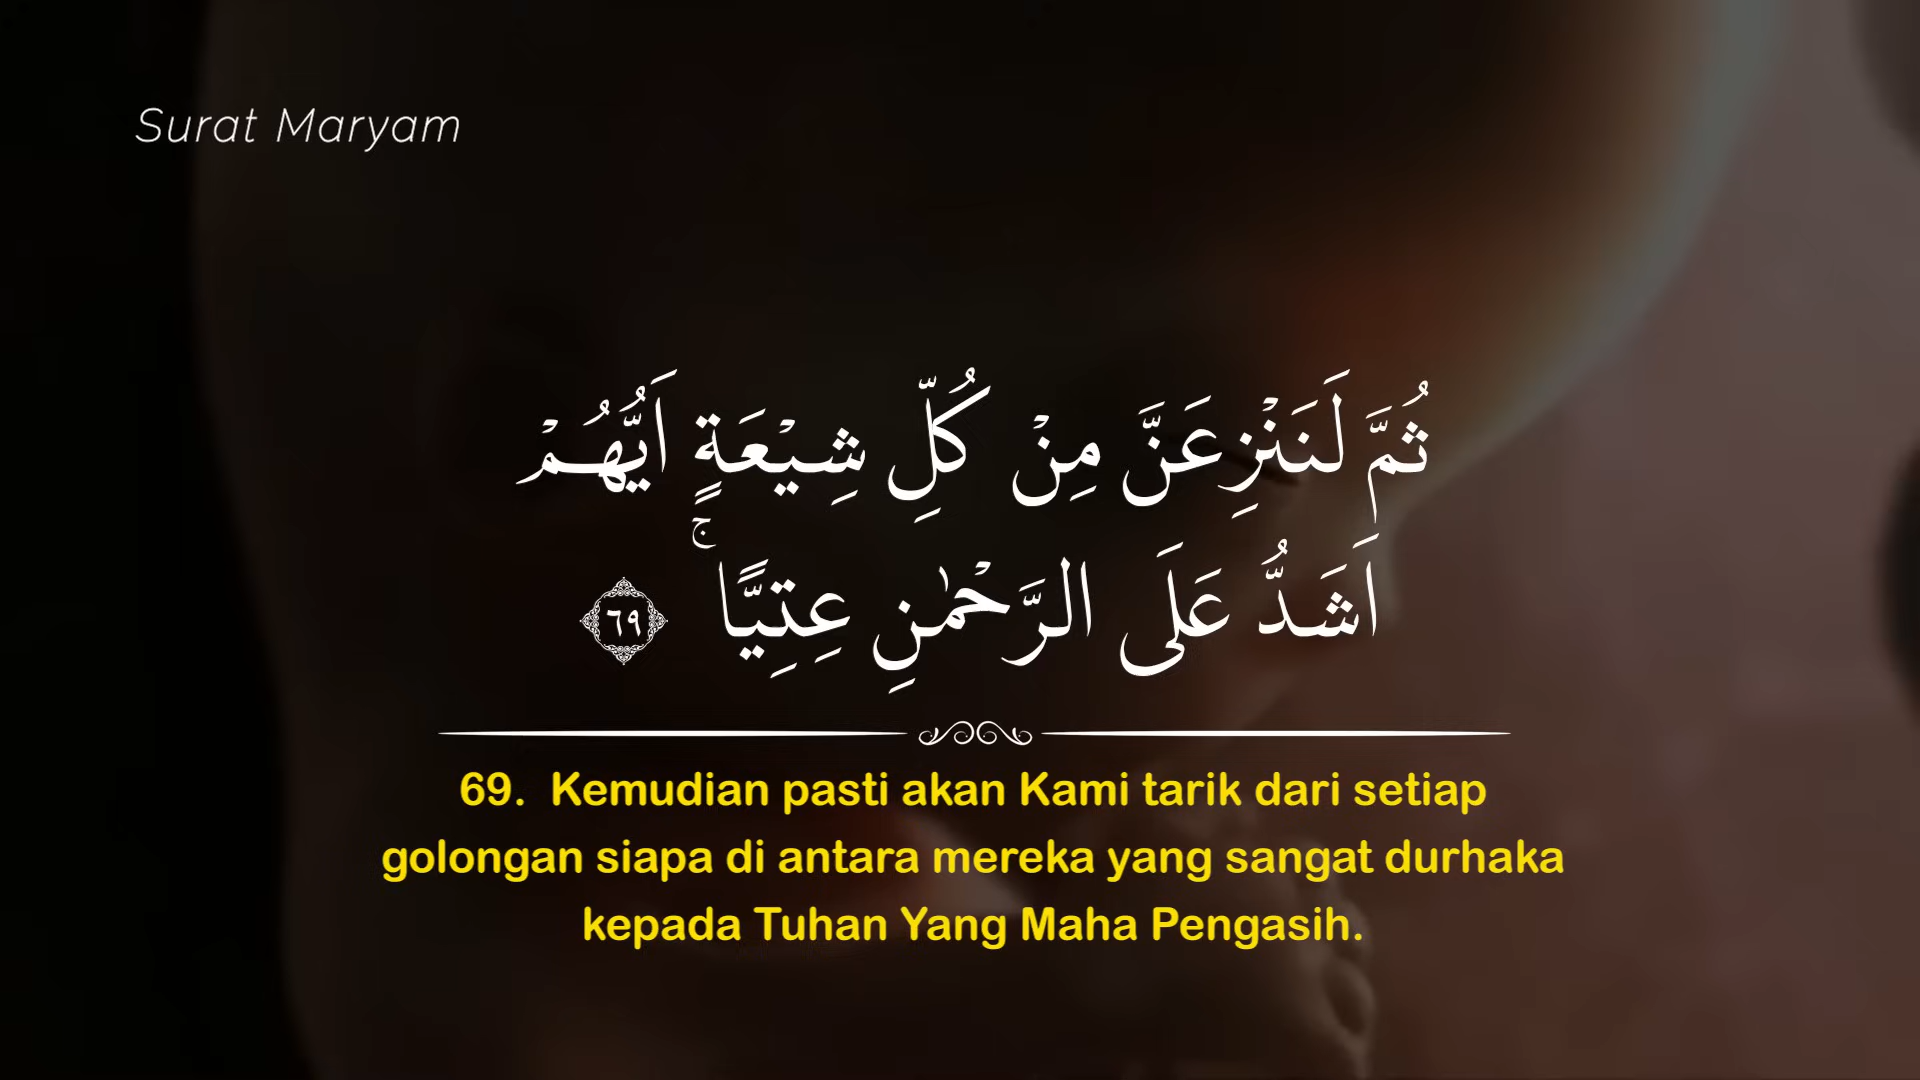 Surat Maryam
ثُمَّ لَنَنْزِعَنَّ مِنْ كُلِّ شِيْعَةٍ اَيُّهُمْ
اَشَدُّ عَلَى الرَّحْمٰنِ عِتِيًّا ۚ ٦٩
69. Kemudian pasti akan Kami tarik dari setiap
golongan siapa di antara mereka yang sangat durhaka
kepada Tuhan Yang Maha Pengasih.